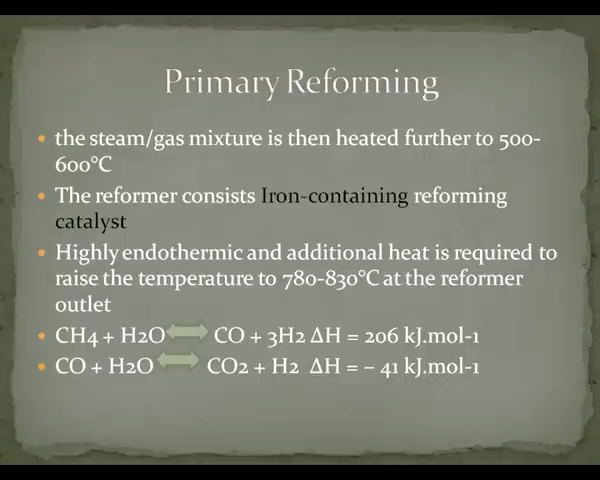 Primary Reforming
• the steam/gas mixture is then heated further to 500-
600°C
• The reformer consists Iron-containing reforming
catalyst
• Highly endothermic and additional heat is required to
raise the temperature to 780-830°C at the reformer
outlet
• CH4 + H2O CO + 3H2 ΔH = 206 kJ.mol-1
• CO + H2O CO2 + H2 ΔH = – 41 kJ.mol-1